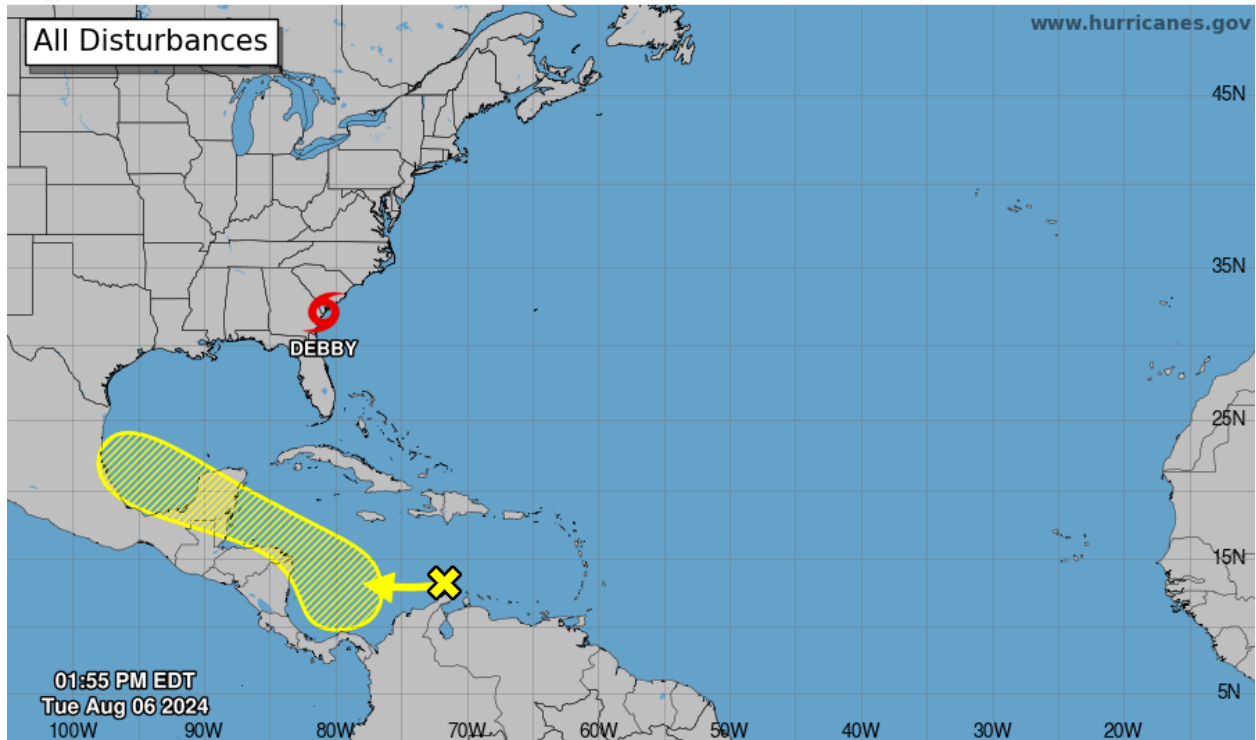 All Disturbances
www.hurricanes.gov
45N
35N
DEBBY
25N
15N
01:55 PM EDT
Tue Aug 06 2024
5N
100W 90W 80W 70W 60W 50W 40W 30W 20W